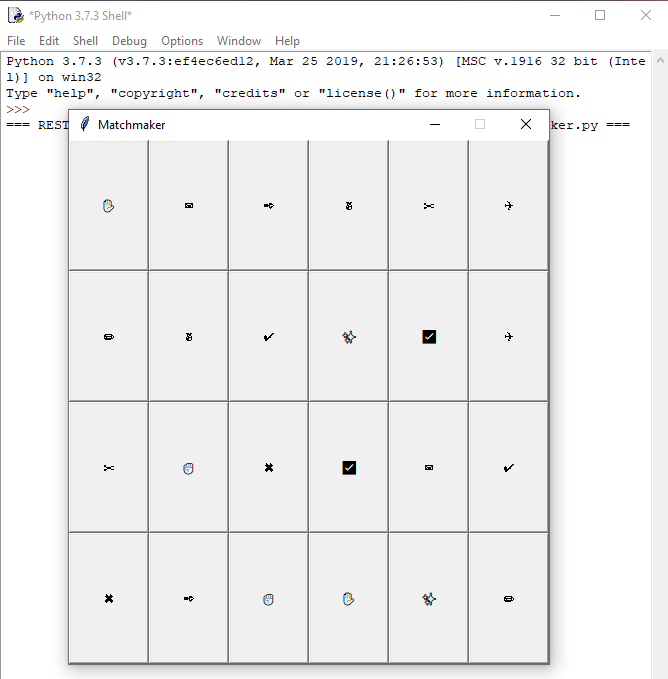 *Python 3.7.3 Shell*
File Edit Shell Debug Options Window Help
Python 3.7.3 (v3.7.3:ef4ec6ed12, Mar 25 2019, 21:26:53) [MSC v.1916 32 bit (Inte
l)] on win32
Type "help", "copyright", "credits" or "license()" for more information.
>>>
=== REST ker.py ===
Matchmaker